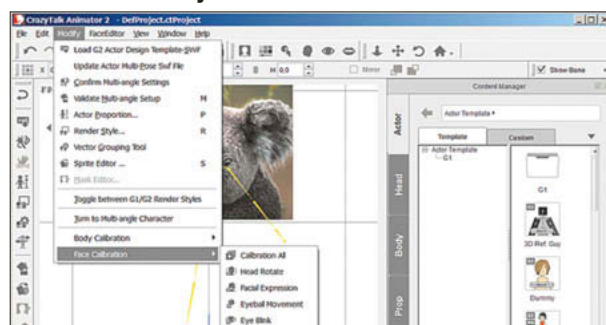 CrazyTalk Animator 2 - DefProject.ctProject
File Edit Modify FaceEditor View Window Help
Load G2 Actor Design Template-SWF
Update Actor Multi-Pose Swf File
Confirm Multi-angle Settings
Validate Multi-angle Setup M
Actor Proportion... P
Render Style... R
Vector Grouping Tool
Sprite Editor ... S
Mask Editor...
Toggle between G1/G2 Render Styles
Turn to Multi-angle Character
Body Calibration
Face Calibration
Calibration All
Head Rotate
Facial Expression
Eyeball Movement
Eye Blink
H 0.0
Mirror
Show Bone
Content Manager
Actor Template
Template Custom
Actor Template
G1
Actor
Head
Body
Prop
G1
3D Ref Guy
Dummy